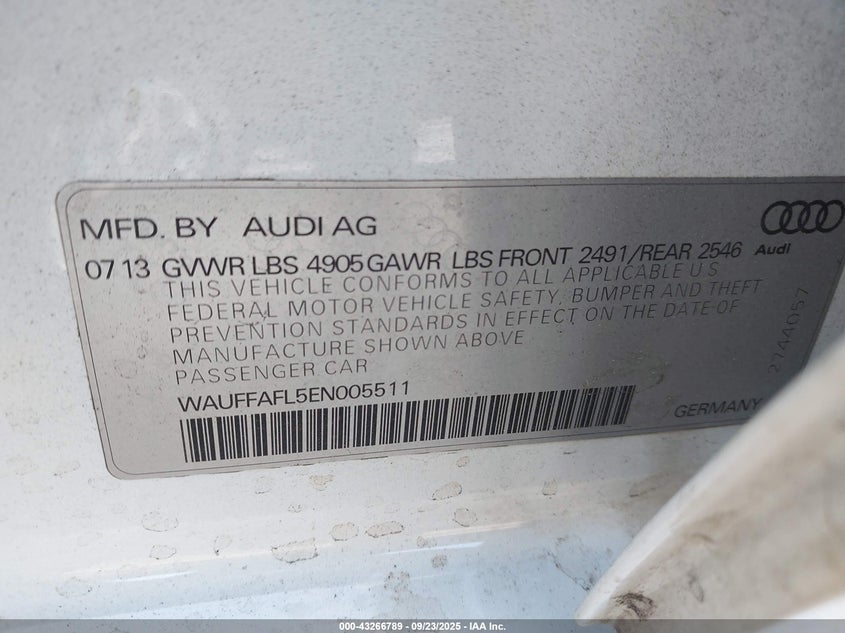 MFD. BY AUDI AG
Audi
07 13 GVWR LBS 4905 GAWR LBS FRONT 2491/REAR 2546
THIS VEHICLE CONFORMS TO ALL APPLICABLE U S
FEDERAL MOTOR VEHICLE SAFETY, BUMPER AND THEFT
PREVENTION STANDARDS IN EFFECT ON THE DATE OF
MANUFACTURE SHOWN ABOVE
PASSENGER CAR
2744057
WAUFFAFL5EN005511
GERMANY
000-43266789 - 09/23/2025 - IAA Inc.